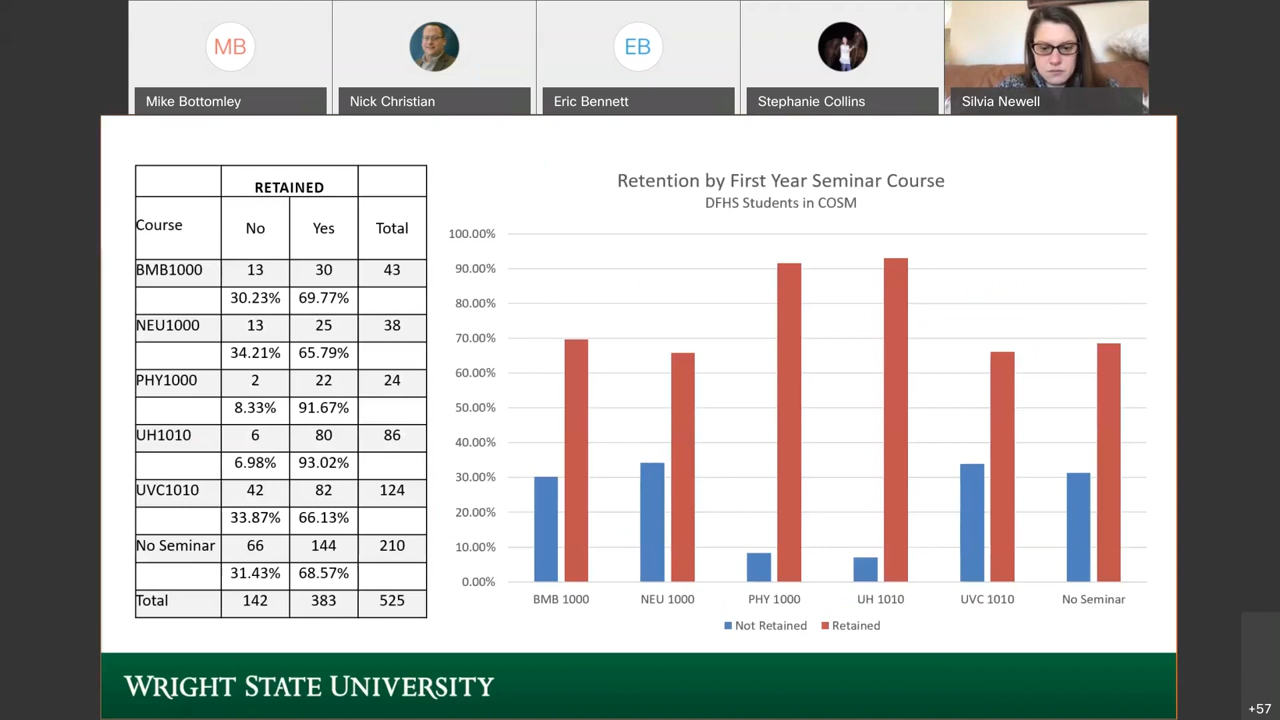 MB
EB
Mike Bottomley
Nick Christian
Eric Bennett
Stephanie Collins
Silvia Newell
RETAINED
Course No Yes Total
BMB1000 13 30 43
30.23% 69.77%
NEU1000 13 25 38
34.21% 65.79%
PHY1000 2 22 24
8.33% 91.67%
UH1010 6 80 86
6.98% 93.02%
UVC1010 42 82 124
33.87% 66.13%
No Seminar 66 144 210
31.43% 68.57%
Total 142 383 525
Retention by First Year Seminar Course
DFHS Students in COSM
100.00%
90.00%
80.00%
70.00%
60.00%
50.00%
40.00%
30.00%
20.00%
10.00%
0.00%
BMB 1000 NEU 1000 PHY 1000 UH 1010 UVC 1010 No Seminar
Not Retained Retained
WRIGHT STATE UNIVERSITY
+57